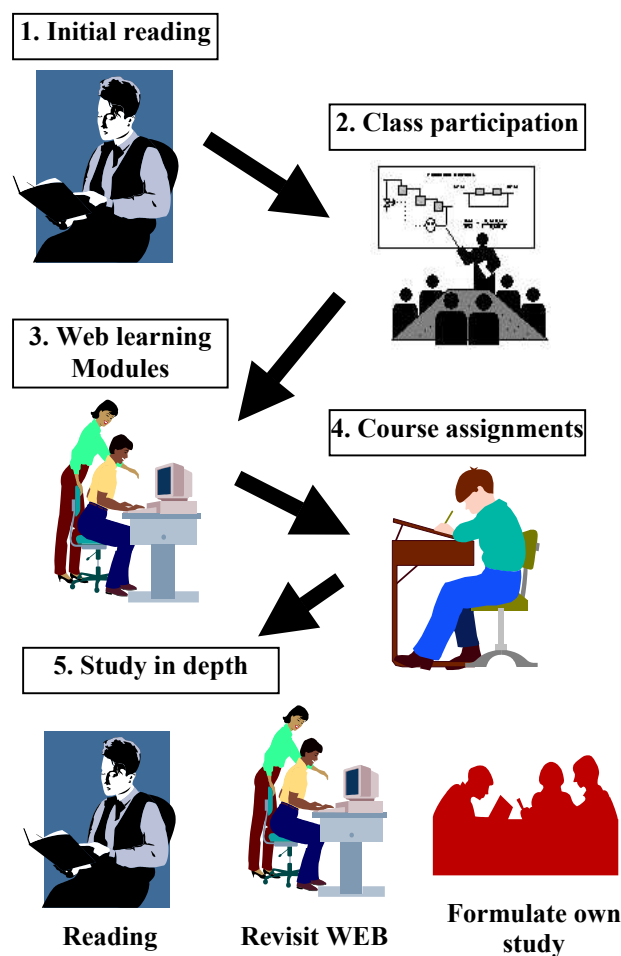 1. Initial reading
2. Class participation
3. Web learning
Modules
4. Course assignments
5. Study in depth
Reading
Revisit WEB
Formulate own
study